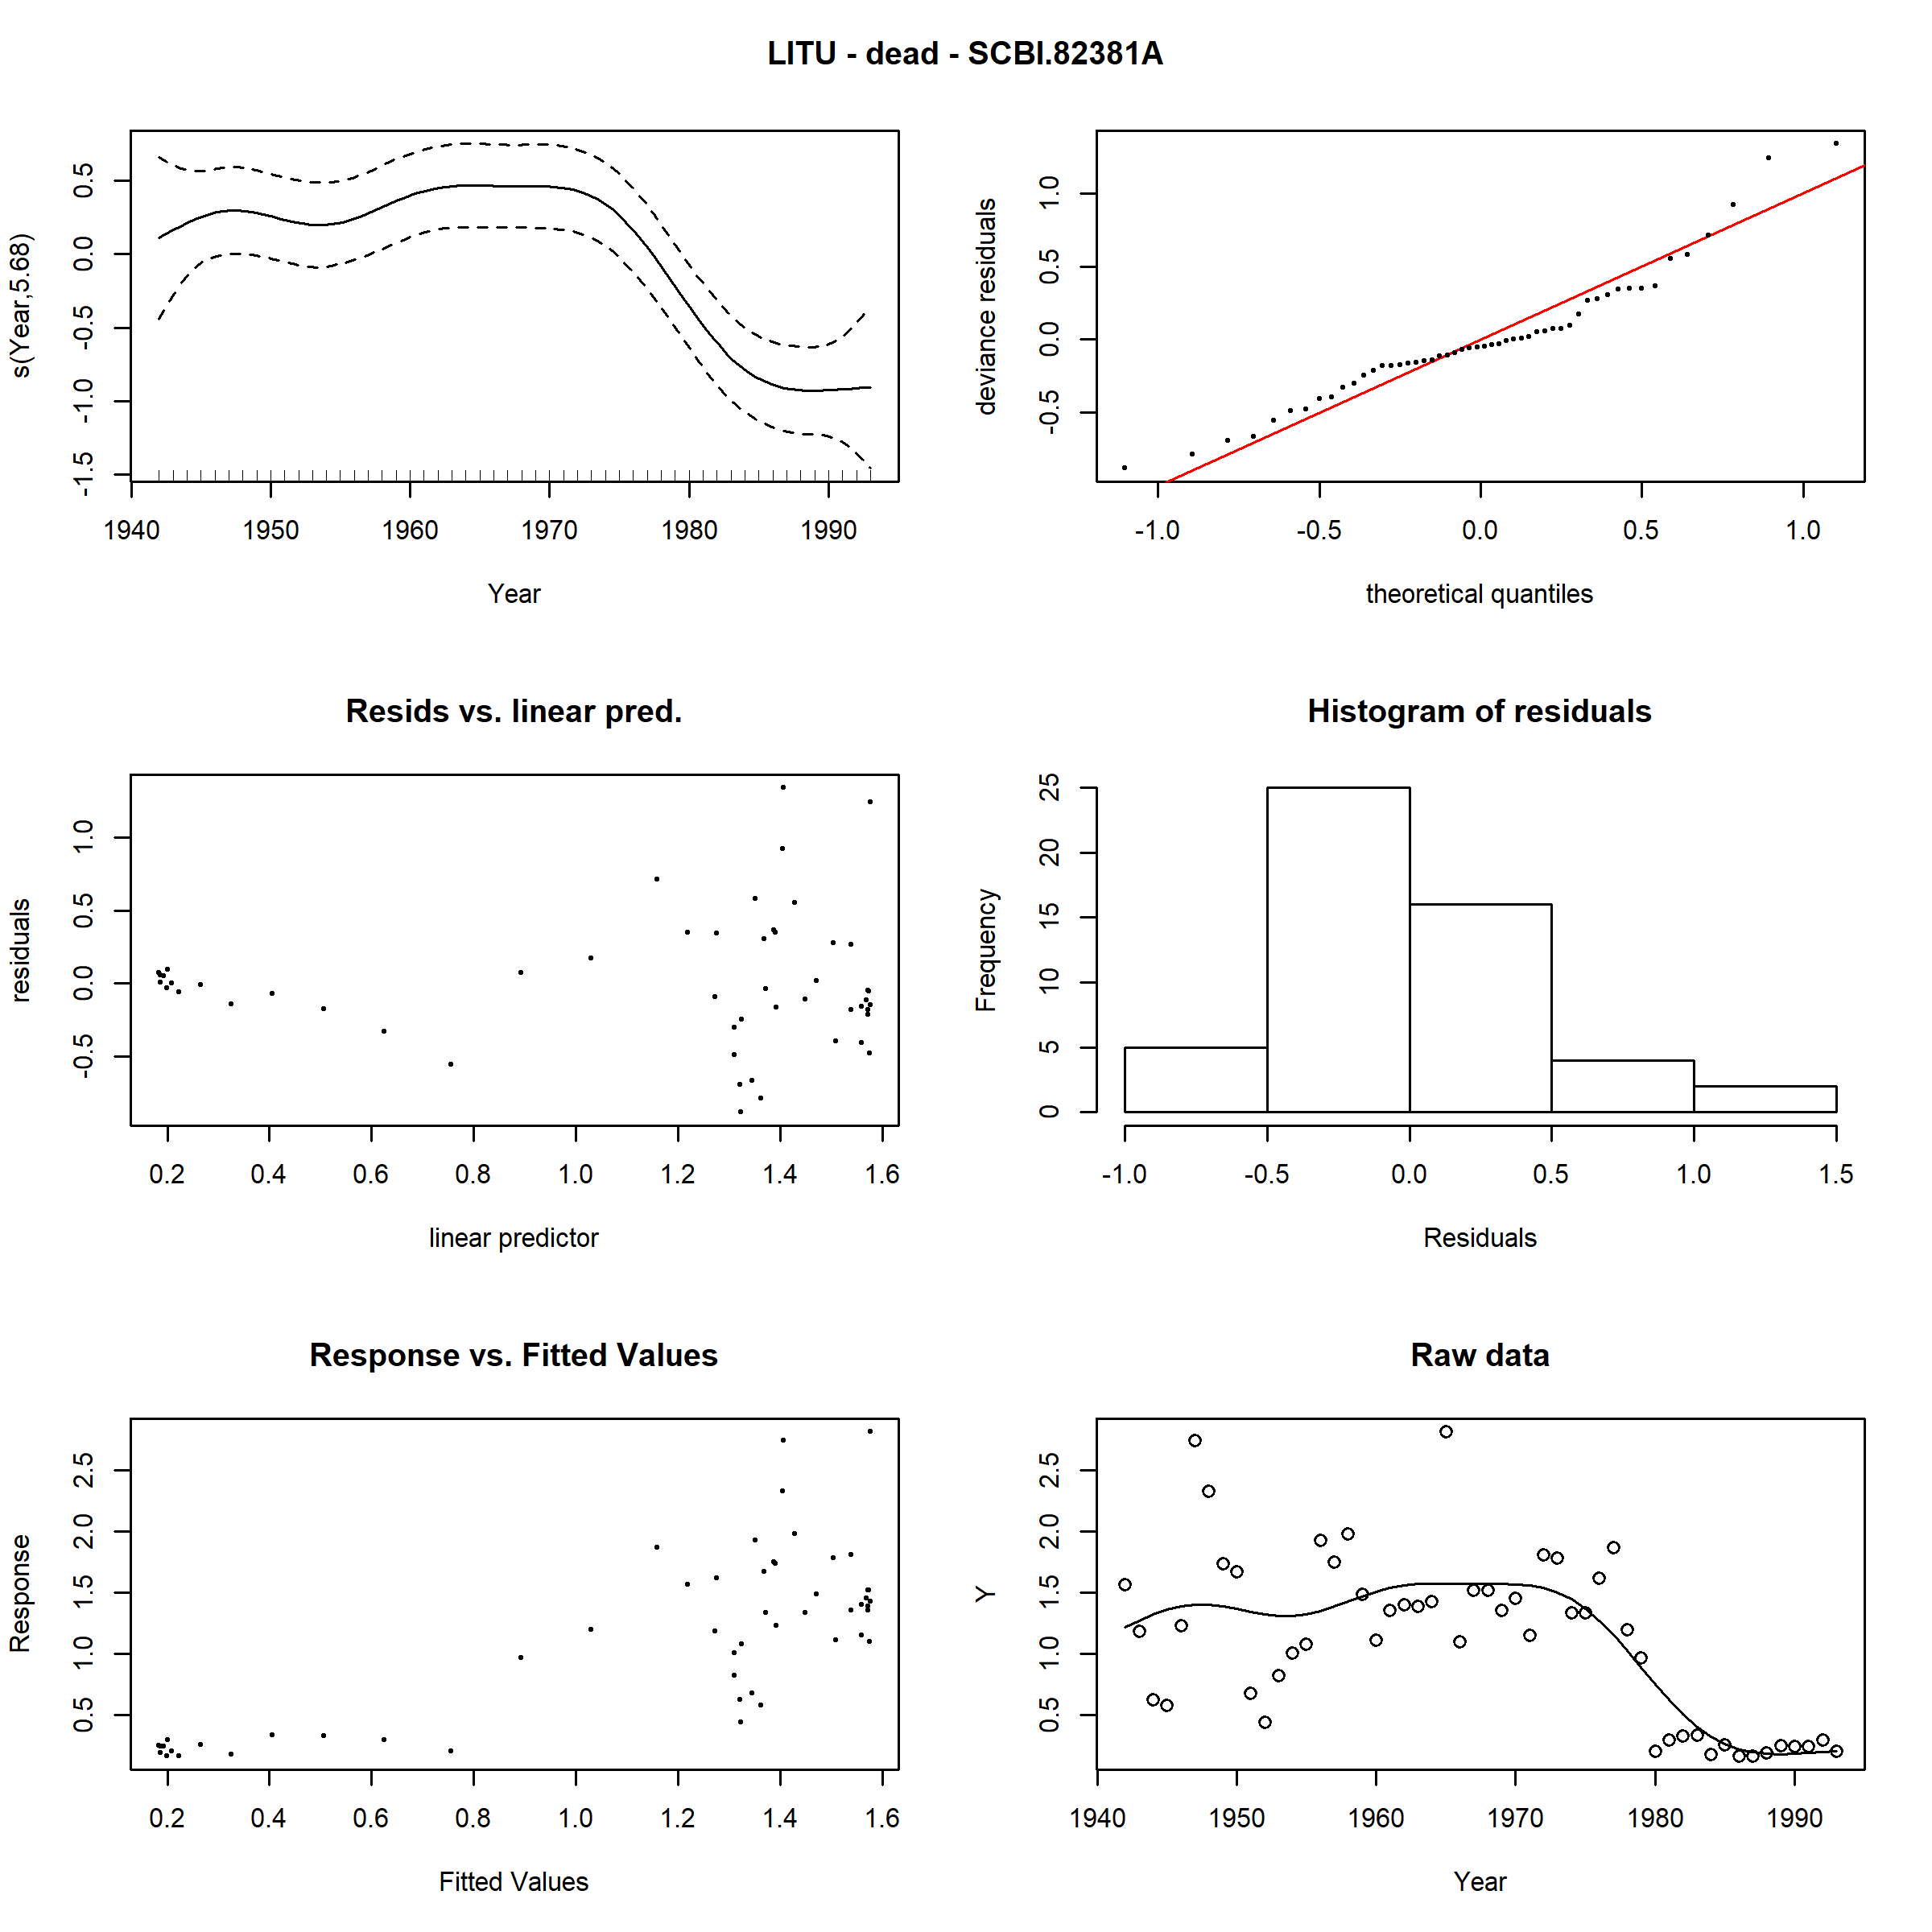 LITU - dead - SCBI.82381A
s(Year,5.68)
-1.5 -1.0 -0.5 0.0 0.5
1940 1950 1960 1970 1980 1990
Year
deviance residuals
-0.5 0.0 0.5 1.0
-1.0 -0.5 0.0 0.5 1.0
theoretical quantiles
Resids vs. linear pred.
residuals
-0.5 0.0 0.5 1.0
0.2 0.4 0.6 0.8 1.0 1.2 1.4 1.6
linear predictor
Histogram of residuals
Frequency
0 5 10 15 20 25
-1.0 -0.5 0.0 0.5 1.0 1.5
Residuals
Response vs. Fitted Values
Response
0.5 1.0 1.5 2.0 2.5
0.2 0.4 0.6 0.8 1.0 1.2 1.4 1.6
Fitted Values
Raw data
Y
0.5 1.0 1.5 2.0 2.5
1940 1950 1960 1970 1980 1990
Year